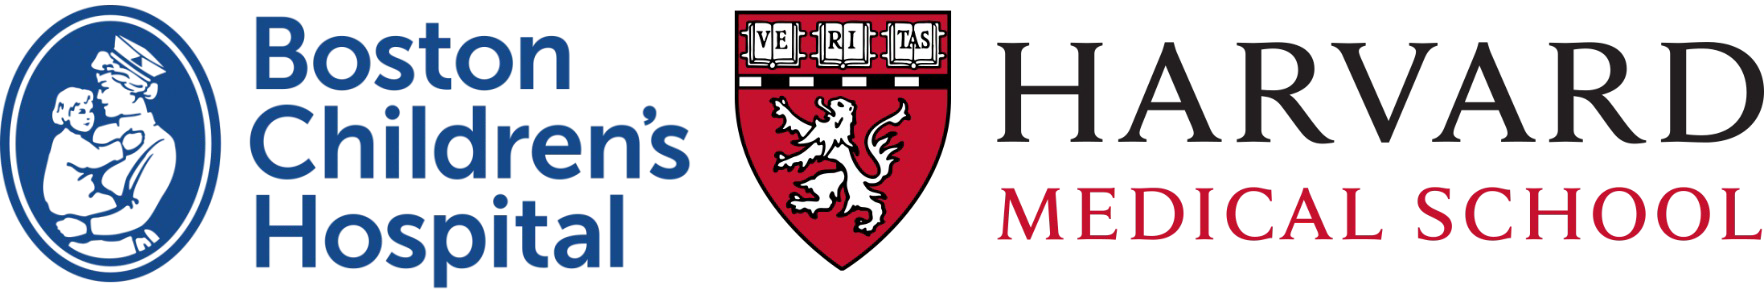 Boston
Children's
Hospital
VE RI TAS
HARVARD
MEDICAL SCHOOL